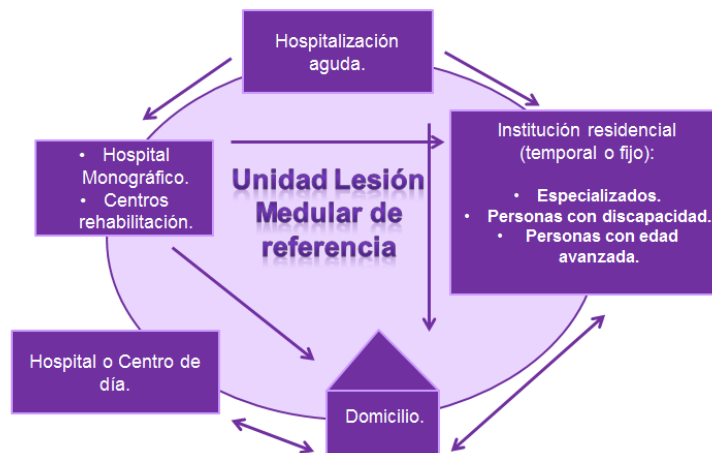 Hospitalización
aguda.
• Hospital
Monográfico.
• Centros
rehabilitación.
Institución residencial
(temporal o fijo):
• Especializados.
• Personas con discapacidad.
• Personas con edad
avanzada.
Unidad Lesión
Medular de
referencia
Hospital o Centro de
día.
Domicilio.